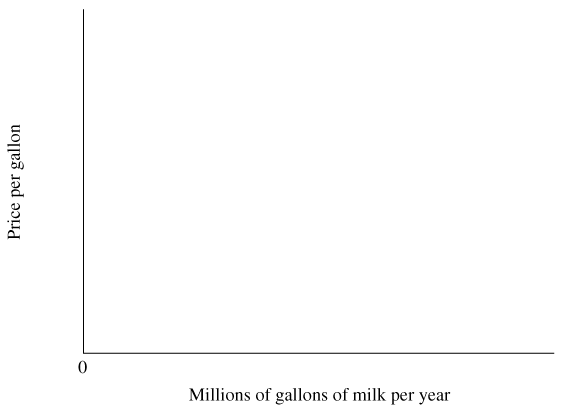 Price per gallon
0
Millions of gallons of milk per year